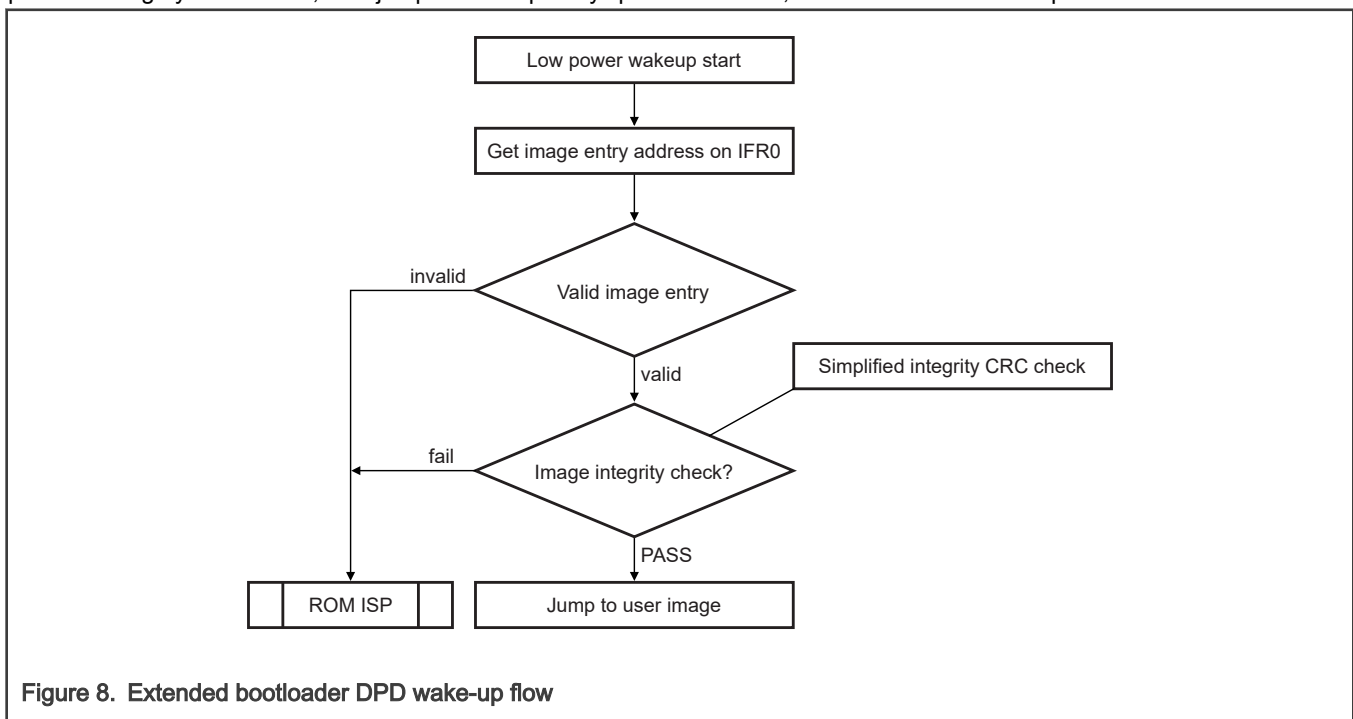 Low power wakeup start
Get image entry address on IFR0
invalid
Valid image entry
valid
Simplified integrity CRC check
fail
Image integrity check?
PASS
ROM ISP
Jump to user image
Figure 8. Extended bootloader DPD wake-up flow